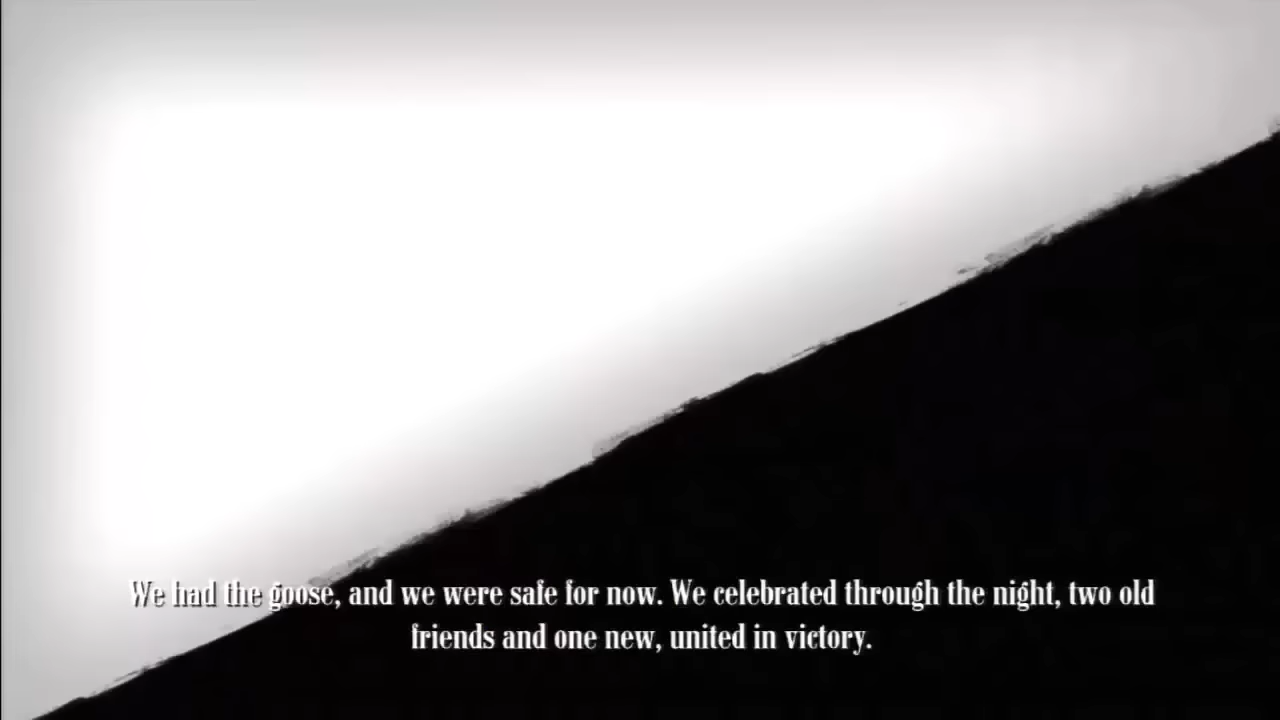 We had the goose, and we were safe for now. We celebrated through the night, two old
friends and one new, united in victory.